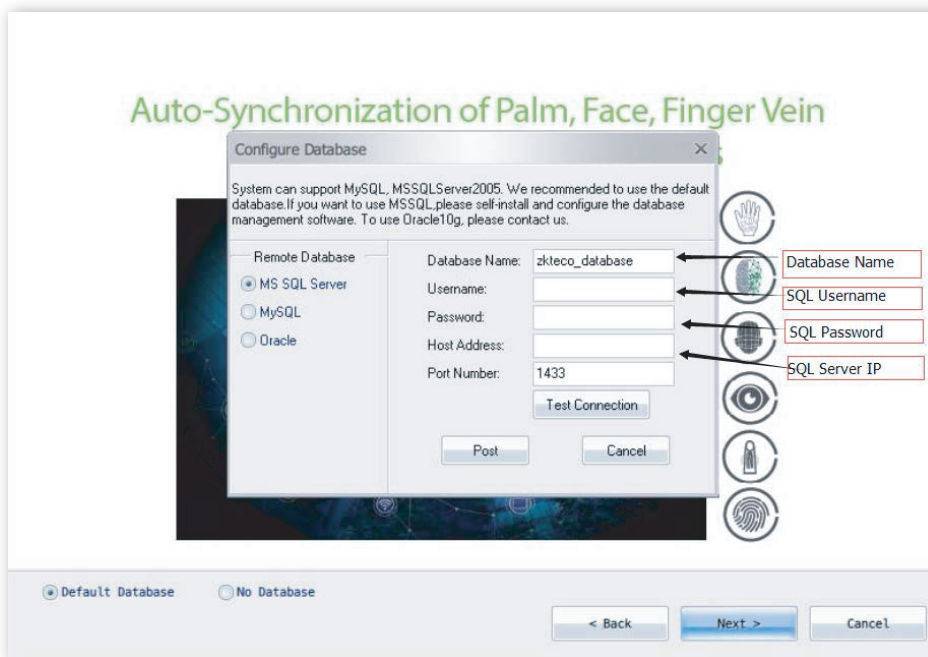 Auto-Synchronization of Palm, Face, Finger Vein
Configure Database
System can support MySQL, MSSQLServer2005. We recommended to use the default
database.If you want to use MSSQL,please self-install and configure the database
management software. To use Oracle10g, please contact us.
Remote Database
MS SQL Server
MySQL
Oracle
Database Name: zkteco_database
Username:
Password:
Host Address:
Port Number: 1433
Test Connection
Post Cancel
Database Name
SQL Username
SQL Password
SQL Server IP
Default Database No Database
< Back Next > Cancel